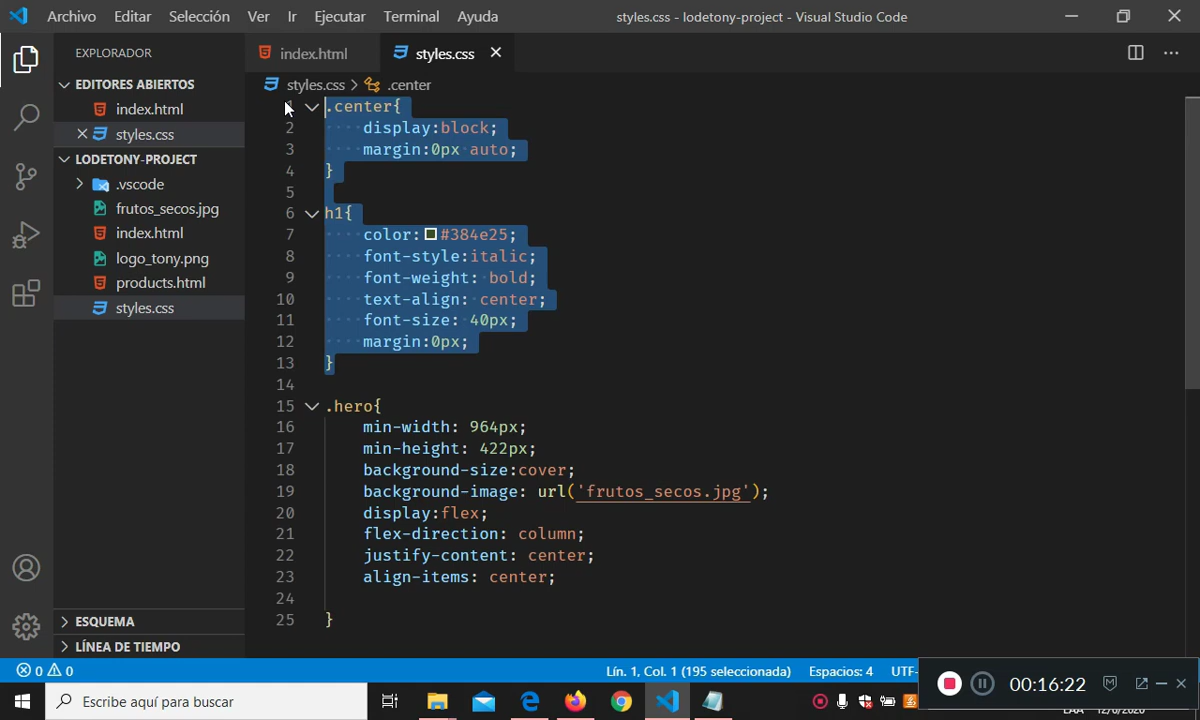 Archivo Editar Selección Ver Ir Ejecutar Terminal Ayuda styles.css - lodetony-project - Visual Studio Code
EXPLORADOR
EDITORES ABIERTOS
index.html
styles.css
LODETONY-PROJECT
.vscode
frutos_secos.jpg
index.html
logo_tony.png
products.html
styles.css
ESQUEMA
LÍNEA DE TIEMPO
index.html styles.css
styles.css > .center
1 .center{
2 display:block;
3 margin:0px auto;
4 }
5
6 h1{
7 color:#384e25;
8 font-style:italic;
9 font-weight: bold;
10 text-align: center;
11 font-size: 40px;
12 margin:0px;
13 }
14
15 .hero{
16 min-width: 964px;
17 min-height: 422px;
18 background-size:cover;
19 background-image: url('frutos_secos.jpg');
20 display:flex;
21 flex-direction: column;
22 justify-content: center;
23 align-items: center;
24
25 }
0 0 Lín. 1, Col. 1 (195 seleccionada) Espacios: 4 UTF-
00:16:22
Escribe aquí para buscar